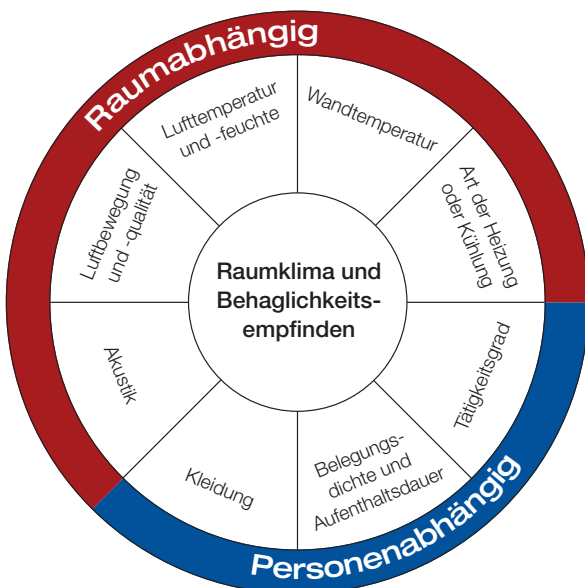 Raumabhängig
Lufttemperatur
und -feuchte
Wandtemperatur
Art der Heizung
oder Kühlung
Luftbewegung
und -qualität
Raumklima und
Behaglichkeits-
empfinden
Akustik
Tätigkeitsgrad
Kleidung
Belegungs-
dichte und
Aufenthaltsdauer
Personenabhängig